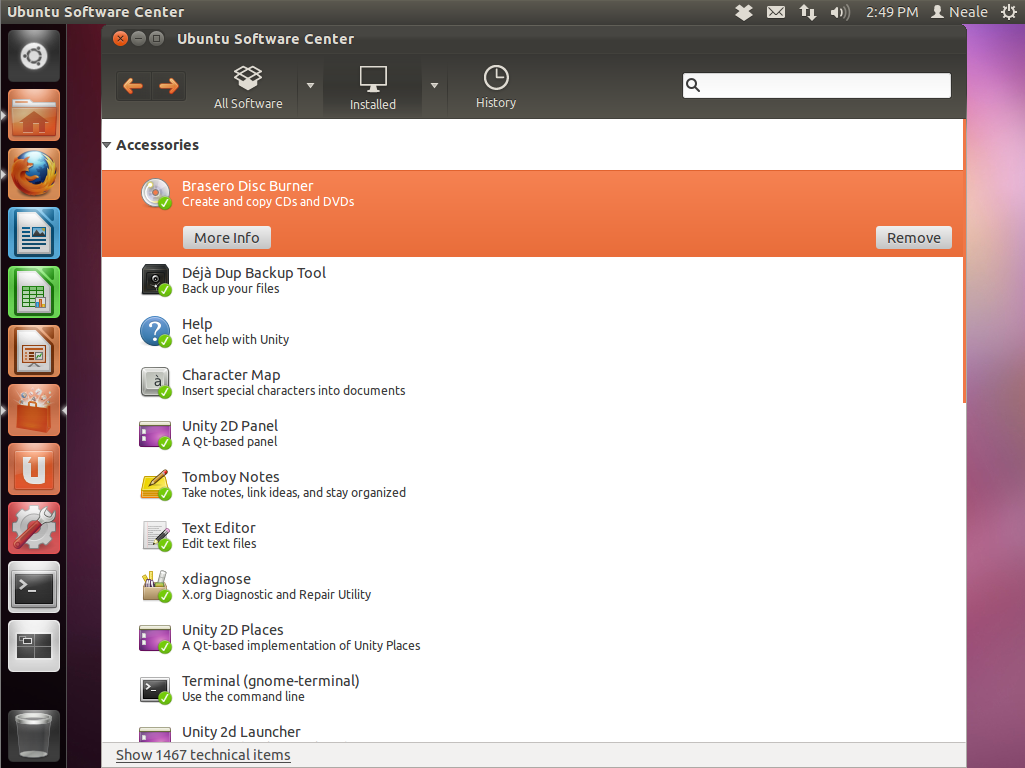 Ubuntu Software Center
2:49 PM
Neale
Ubuntu Software Center
All Software
Installed
History
Accessories
Brasero Disc Burner
Create and copy CDs and DVDs
More Info
Remove
Déjà Dup Backup Tool
Back up your files
Help
Get help with Unity
Character Map
Insert special characters into documents
Unity 2D Panel
A Qt-based panel
Tomboy Notes
Take notes, link ideas, and stay organized
Text Editor
Edit text files
xdiagnose
X.org Diagnostic and Repair Utility
Unity 2D Places
A Qt-based implementation of Unity Places
Terminal (gnome-terminal)
Use the command line
Unity 2d Launcher
Show 1467 technical items